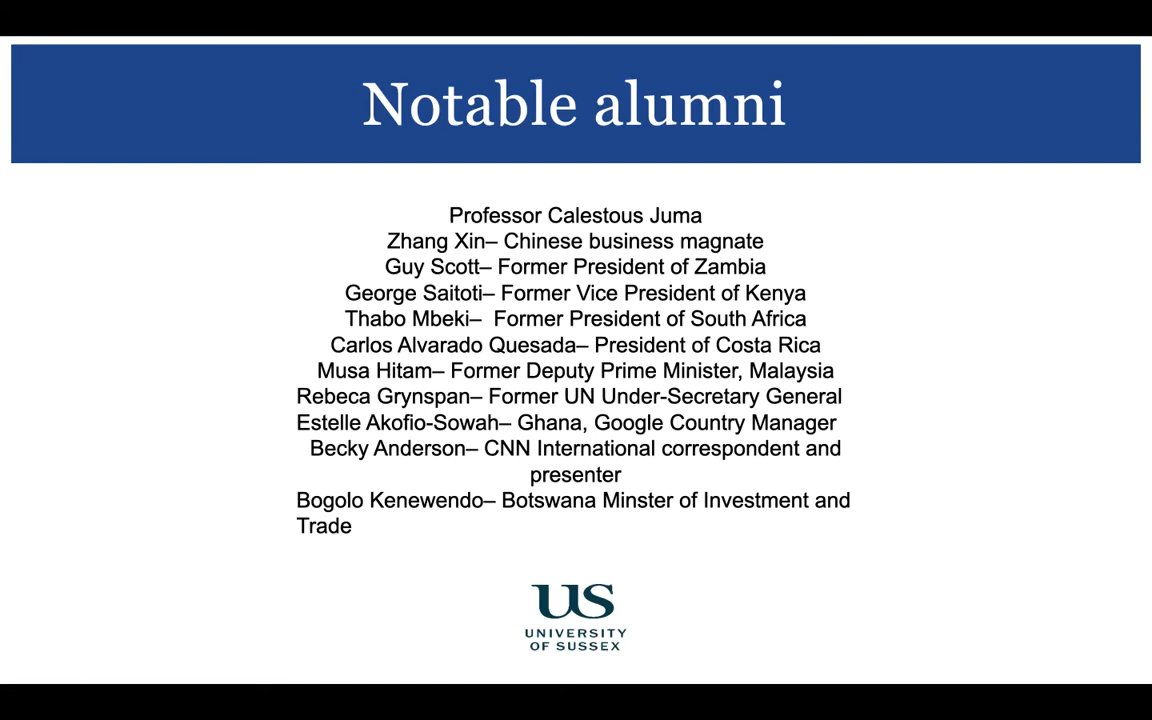 Notable alumni
Professor Calestous Juma
Zhang Xin– Chinese business magnate
Guy Scott– Former President of Zambia
George Saitoti– Former Vice President of Kenya
Thabo Mbeki–  Former President of South Africa
Carlos Alvarado Quesada– President of Costa Rica
Musa Hitam– Former Deputy Prime Minister, Malaysia
Rebeca Grynspan– Former UN Under-Secretary General
Estelle Akofio-Sowah– Ghana, Google Country Manager
Becky Anderson– CNN International correspondent and
presenter
Bogolo Kenewendo– Botswana Minster of Investment and
Trade
US
UNIVERSITY
OF SUSSEX